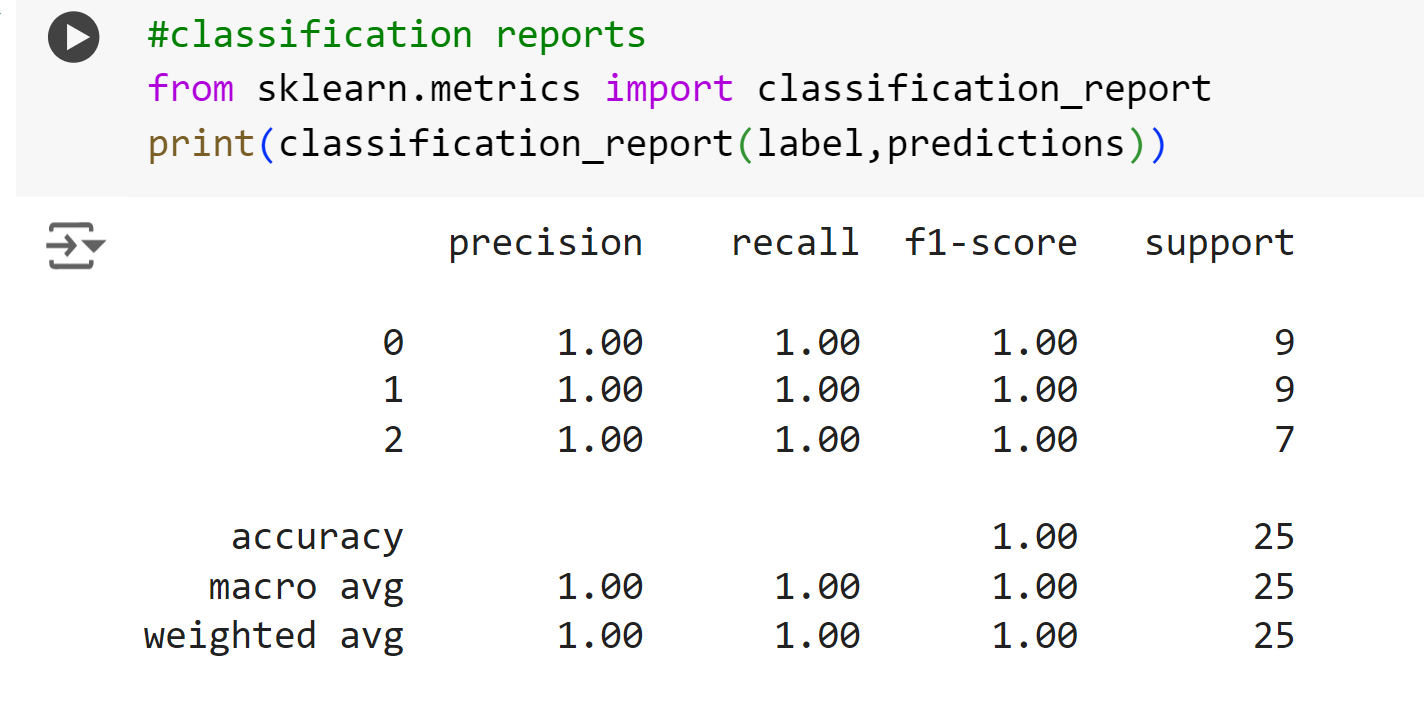 #classification reports
from sklearn.metrics import classification_report
print(classification_report(label,predictions))
precision recall f1-score support
0 1.00 1.00 1.00 9
1 1.00 1.00 1.00 9
2 1.00 1.00 1.00 7
accuracy 1.00 25
macro avg 1.00 1.00 1.00 25
weighted avg 1.00 1.00 1.00 25